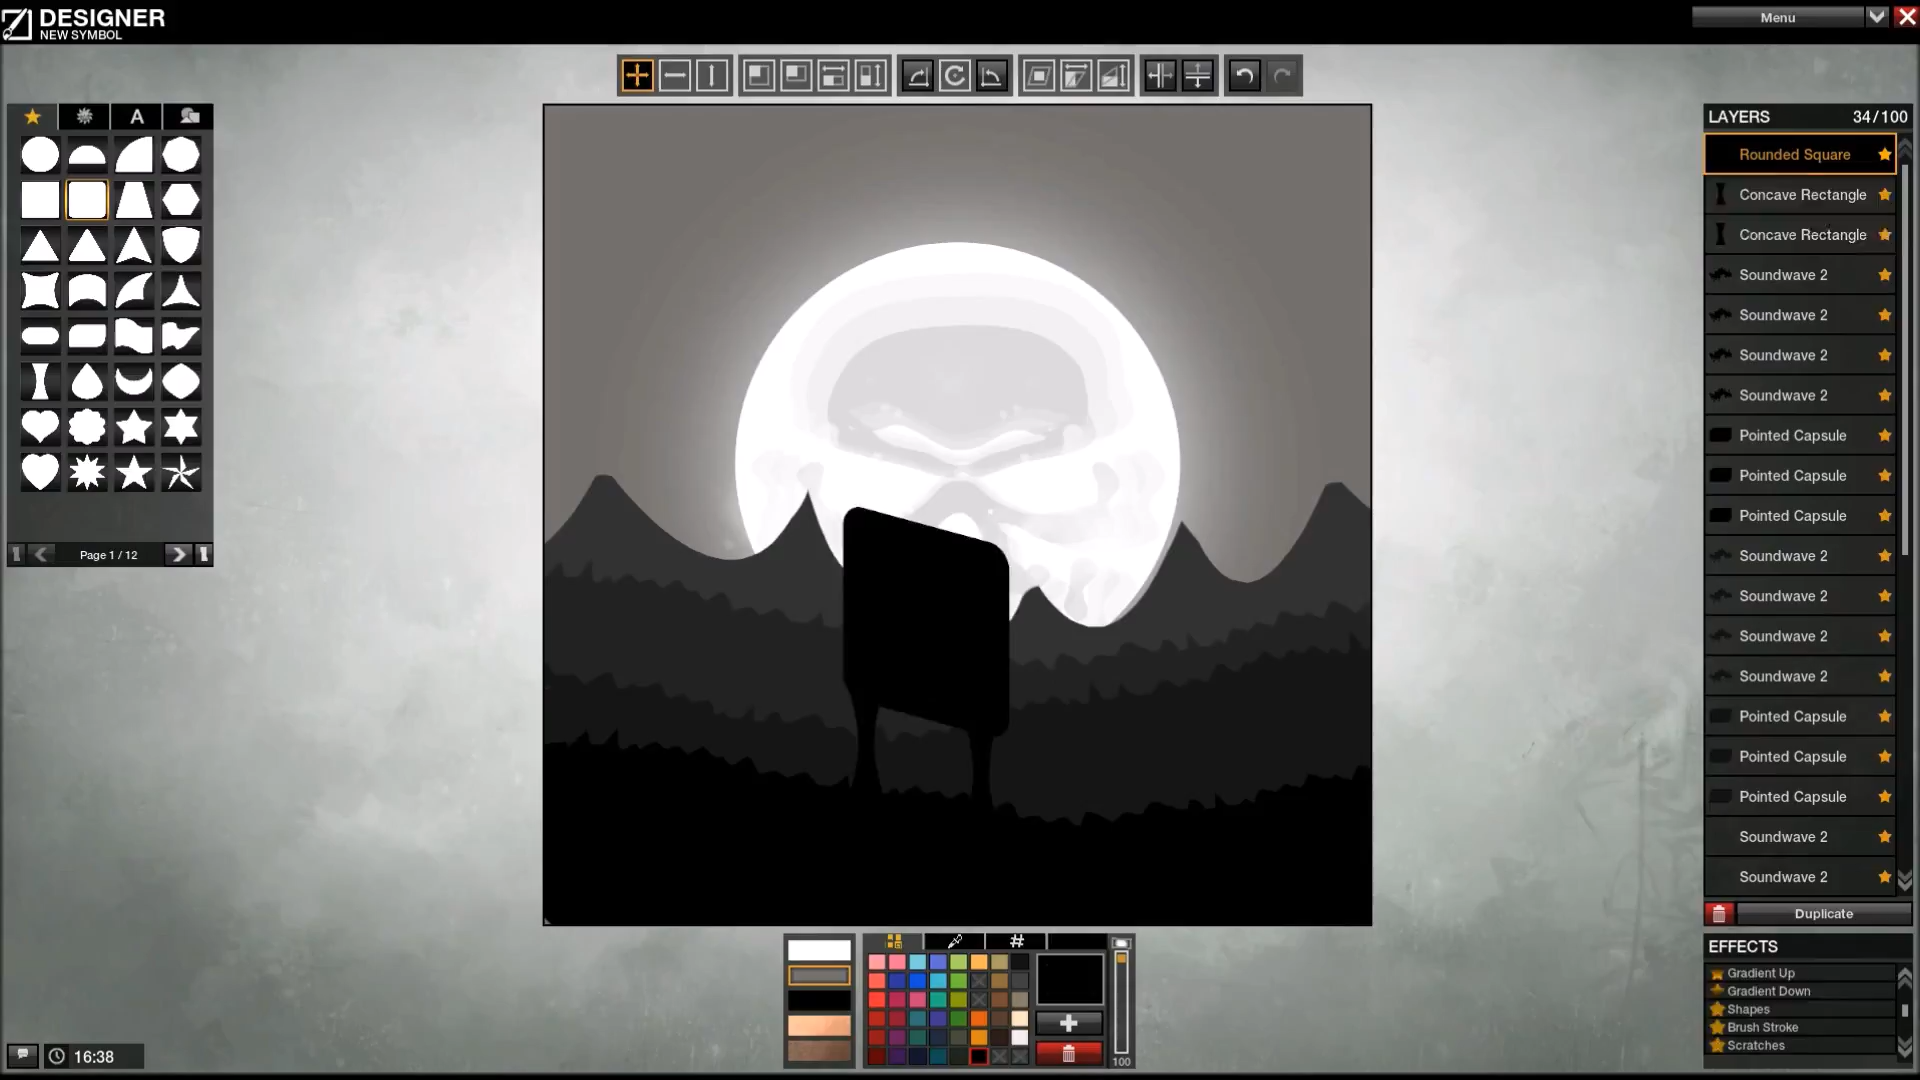 DESIGNER
NEW SYMBOL
Menu
A
LAYERS 34/100
Rounded Square
Concave Rectangle
Concave Rectangle
Soundwave 2
Soundwave 2
Soundwave 2
Soundwave 2
Pointed Capsule
Pointed Capsule
Pointed Capsule
Soundwave 2
Soundwave 2
Soundwave 2
Soundwave 2
Pointed Capsule
Pointed Capsule
Pointed Capsule
Soundwave 2
Soundwave 2
Page 1 / 12
Duplicate
EFFECTS
Gradient Up
Gradient Down
Shapes
Brush Stroke
Scratches
#
100
16:38